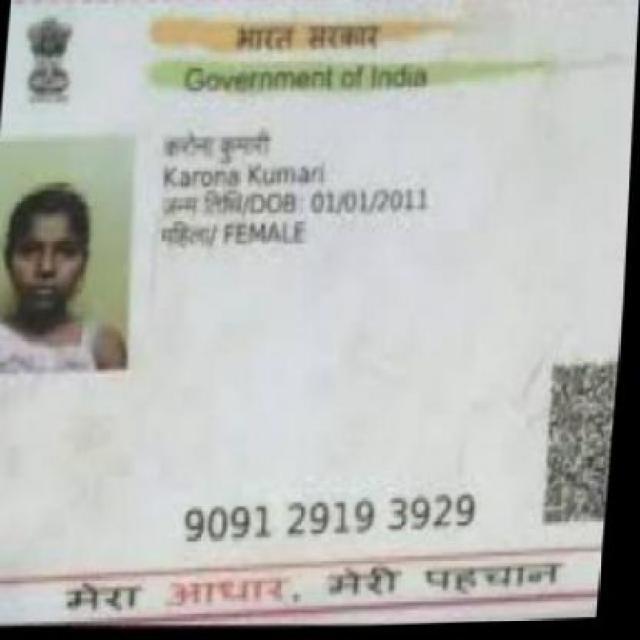 भारत सरकार
Government of India
करोना कुमारी
Karona Kumari
जन्म तिथि/DOB: 01/01/2011
महिला/ FEMALE
9091 2919 3929
मेरा आधार, मेरी पहचान